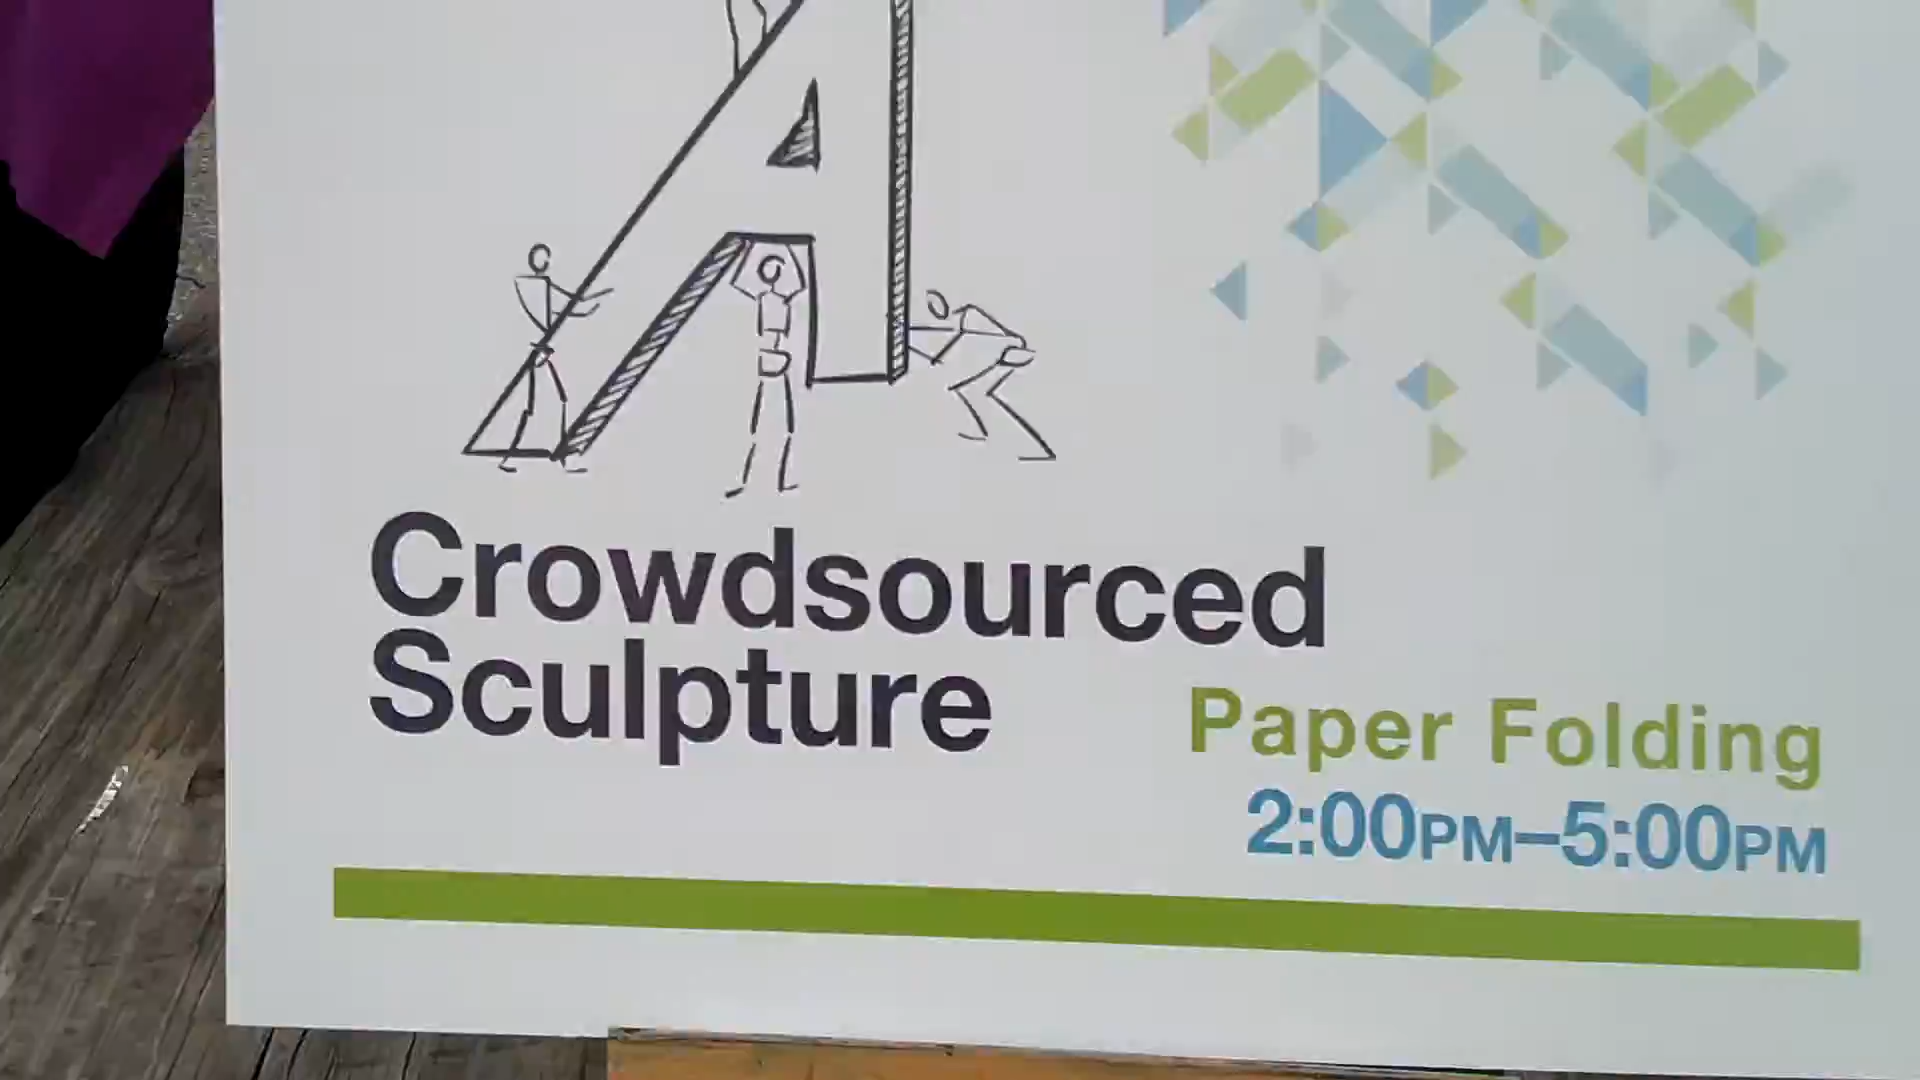 A
Crowdsourced
Sculpture
Paper Folding
2:00PM–5:00PM